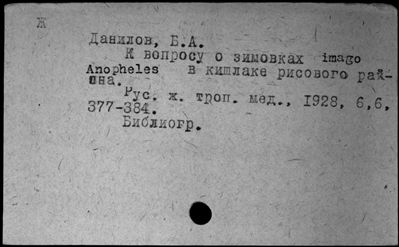 Ж
Данилов, Б.А.
К вопросу о зимовках imago
Anopheles в кишлаке рисового рай-
она.
Рус. ж. троп. мед., 1928, 6,6,
377-384.
Библиогр.